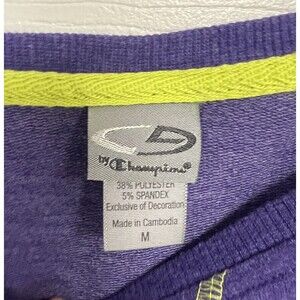 by Champion®
38% POLYESTER
5% SPANDEX
Exclusive of Decoration
Made in Cambodia
M